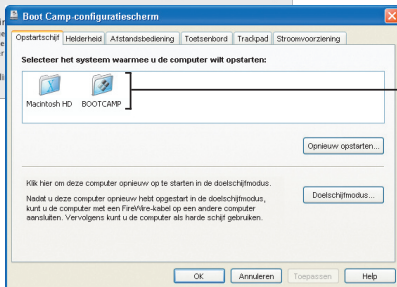 Boot Camp-configuratiescherm
Opstartschijf Helderheid Afstandsbediening Toetsenbord Trackpad Stroomvoorziening
Selecteer het systeem waarmee u de computer wilt opstarten:
Macintosh HD BOOTCAMP
Opnieuw opstarten...
Klik hier om deze computer opnieuw op te starten in de doelschijfmodus.
Nadat u deze computer opnieuw hebt opgestart in de doelschijfmodus,
kunt u de computer met een FireWire-kabel op een andere computer
aansluiten. Vervolgens kunt u de computer als harde schijf gebruiken.
Doelschijfmodus...
OK Annuleren Toepassen Help